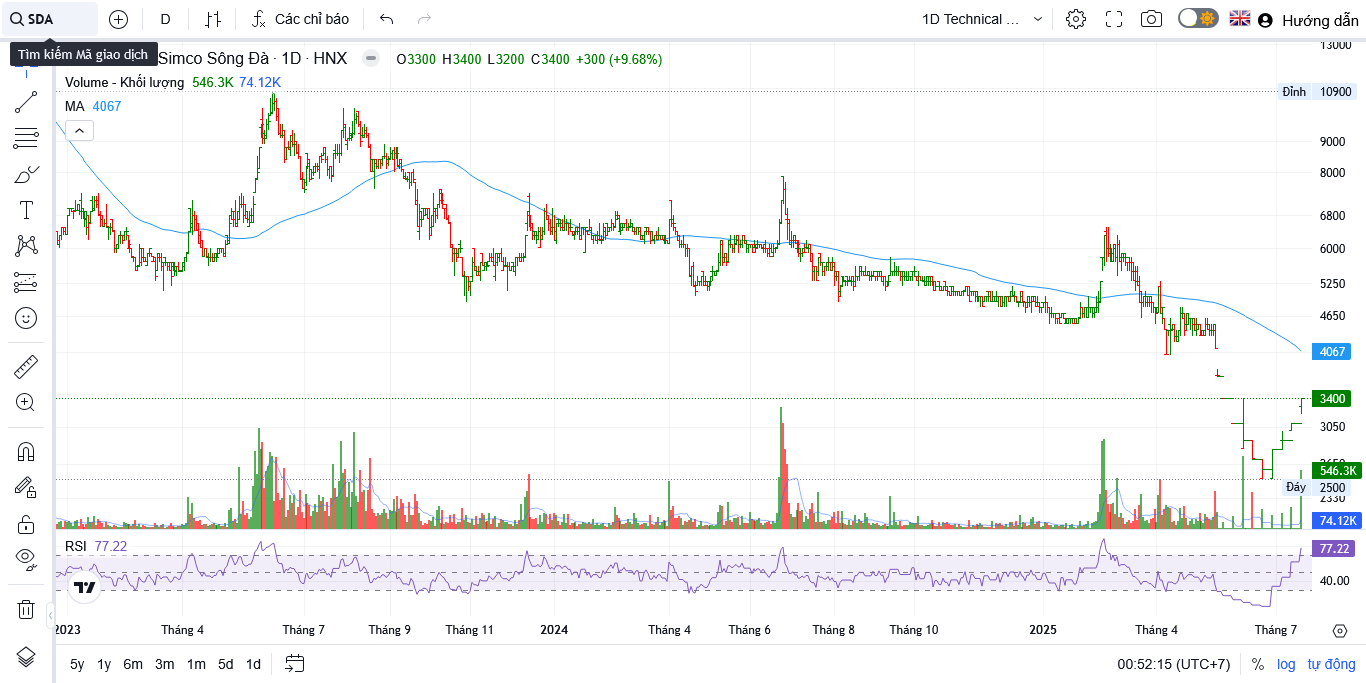 SDA
D
Các chỉ báo
1D Technical ...
Hướng dẫn
Tìm kiếm Mã giao dịch
Simco Sông Đà · 1D · HNX
O3300 H3400 L3200 C3400 +300 (+9.68%)
Volume - Khối lượng 546.3K 74.12K
MA 4067
13000
Đỉnh 10900
9000
8000
6800
6000
5250
4650
4067
3400
3050
546.3K
Đáy 2500
2330
74.12K
RSI 77.22
77.22
40.00
2023 Tháng 4 Tháng 7 Tháng 9 Tháng 11 2024 Tháng 4 Tháng 6 Tháng 8 Tháng 10 2025 Tháng 4 Tháng 7
5y 1y 6m 3m 1m 5d 1d
00:52:15 (UTC+7) % log tự động